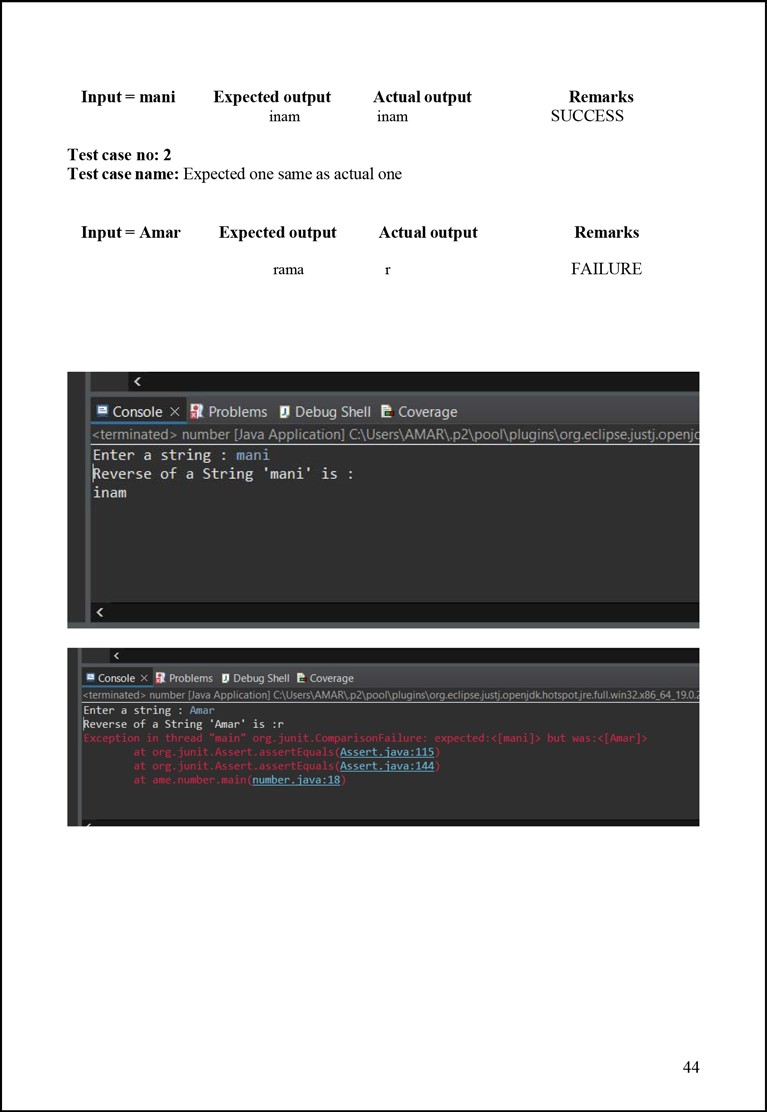 Input = mani Expected output Actual output Remarks
inam inam SUCCESS
Test case no: 2
Test case name: Expected one same as actual one
Input = Amar Expected output Actual output Remarks
rama r FAILURE
Console Problems Debug Shell Coverage
<terminated> number [Java Application] C:\Users\AMAR\.p2\pool\plugins\org.eclipse.justj.openjd
Enter a string : mani
Reverse of a String 'mani' is :
inam
Console Problems Debug Shell Coverage
<terminated> number [Java Application] C:\Users\AMAR\.p2\pool\plugins\org.eclipse.justj.openjdk.hotspot.jre.full.win32.x86_64_19.0.2
Enter a string : Amar
Reverse of a String 'Amar' is :r
Exception in thread "main" org.junit.ComparisonFailure: expected:<[mani]> but was:<[Amar]>
at org.junit.Assert.assertEquals(Assert.java:115)
at org.junit.Assert.assertEquals(Assert.java:144)
at ame.number.main(number.java:18)
44